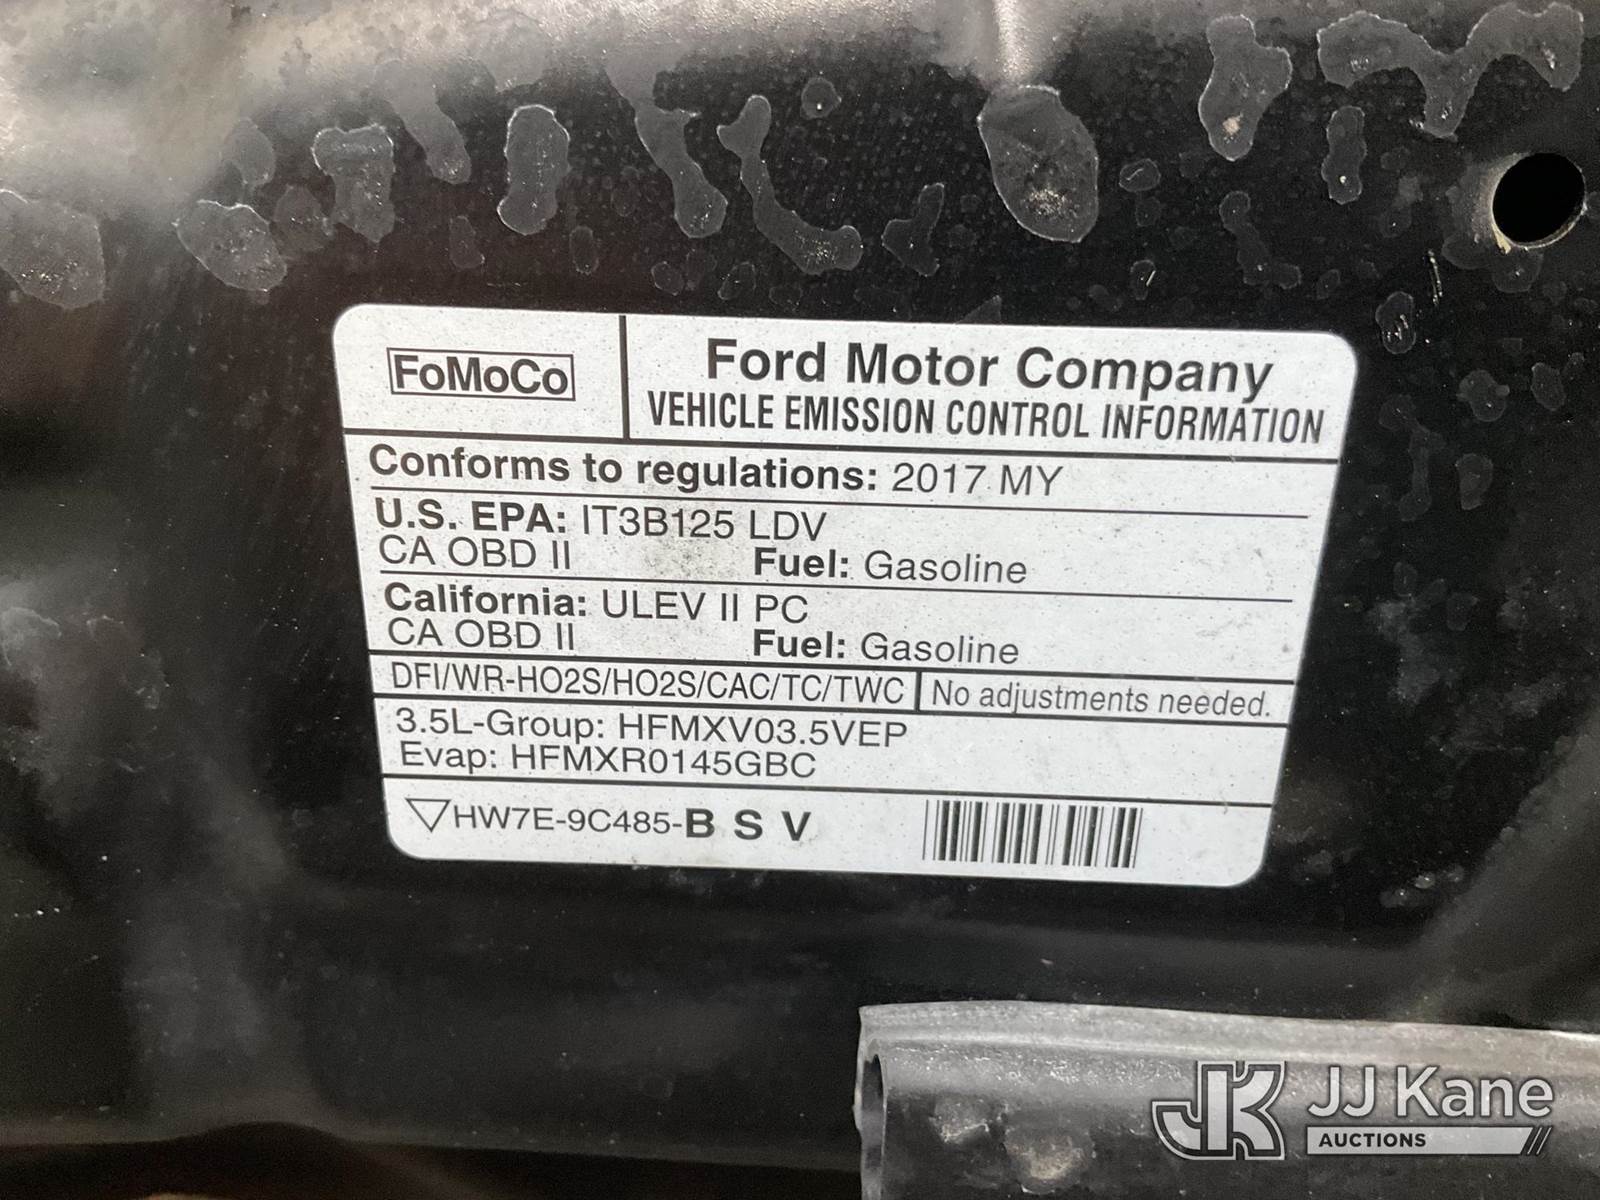 FoMoCo
Ford Motor Company
VEHICLE EMISSION CONTROL INFORMATION
Conforms to regulations: 2017 MY
U.S. EPA: IT3B125 LDV
CA OBD II Fuel: Gasoline
California: ULEV II PC
CA OBD II Fuel: Gasoline
DFI/WR-HO2S/HO2S/CAC/TC/TWC No adjustments needed.
3.5L-Group: HFMXV03.5VEP
Evap: HFMXR0145GBC
HW7E-9C485-B S V
JK JJ Kane
AUCTIONS